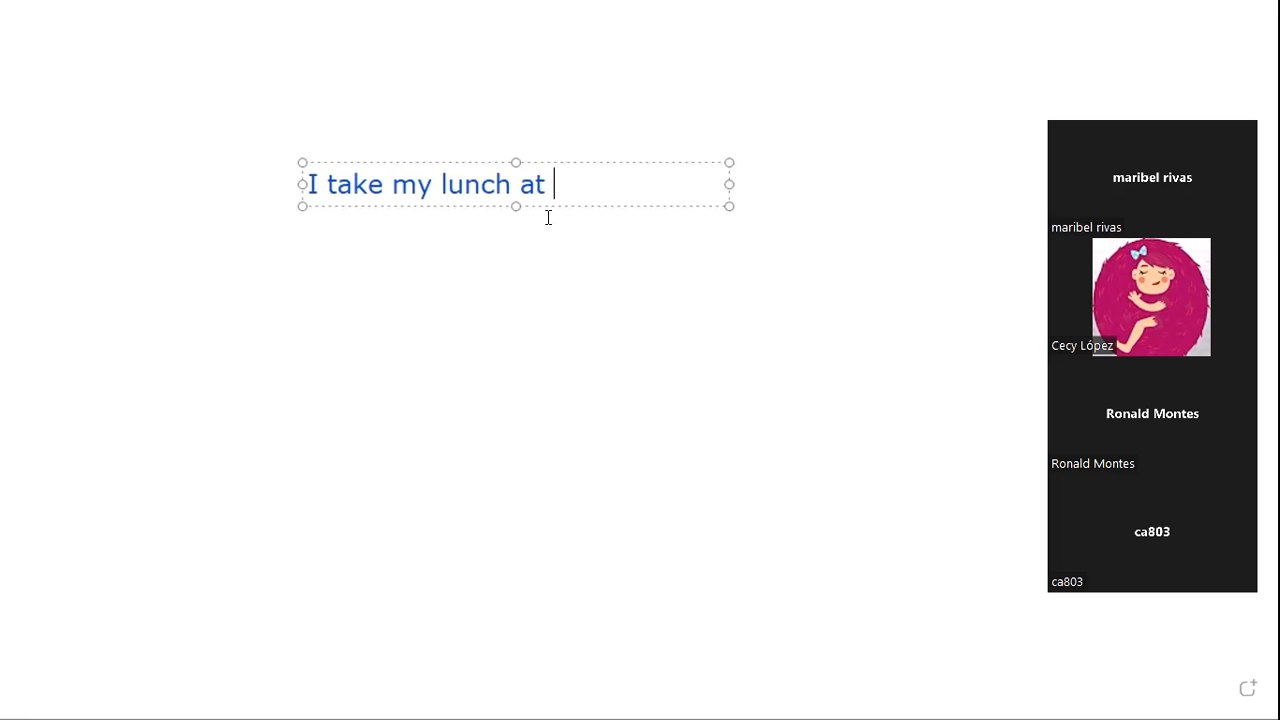 I take my lunch at
maribel rivas
maribel rivas
Cecy López
Ronald Montes
Ronald Montes
ca803
ca803